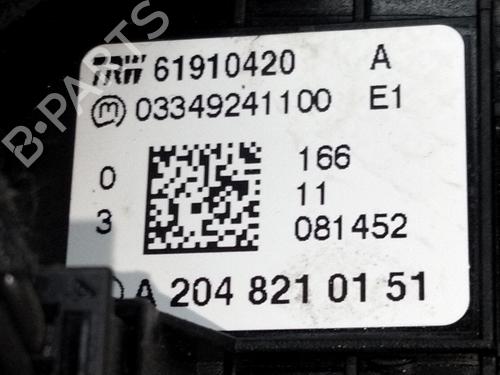 B-PARTS
TRW 61910420 A
M 03349241100 E1
0 166
11
3 081452
A 204 821 01 51